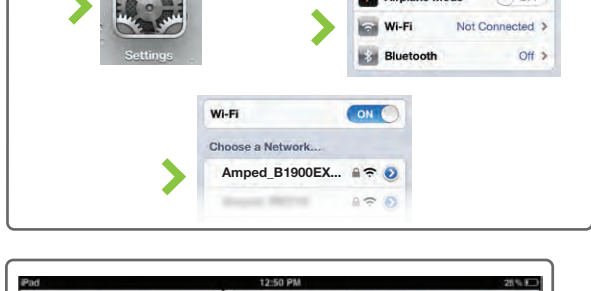 Airplane Mode
Settings
Wi-Fi Not Connected
Bluetooth Off
Wi-Fi ON
Choose a Network...
Amped_B1900EX...
iPad 12:50 PM 28%